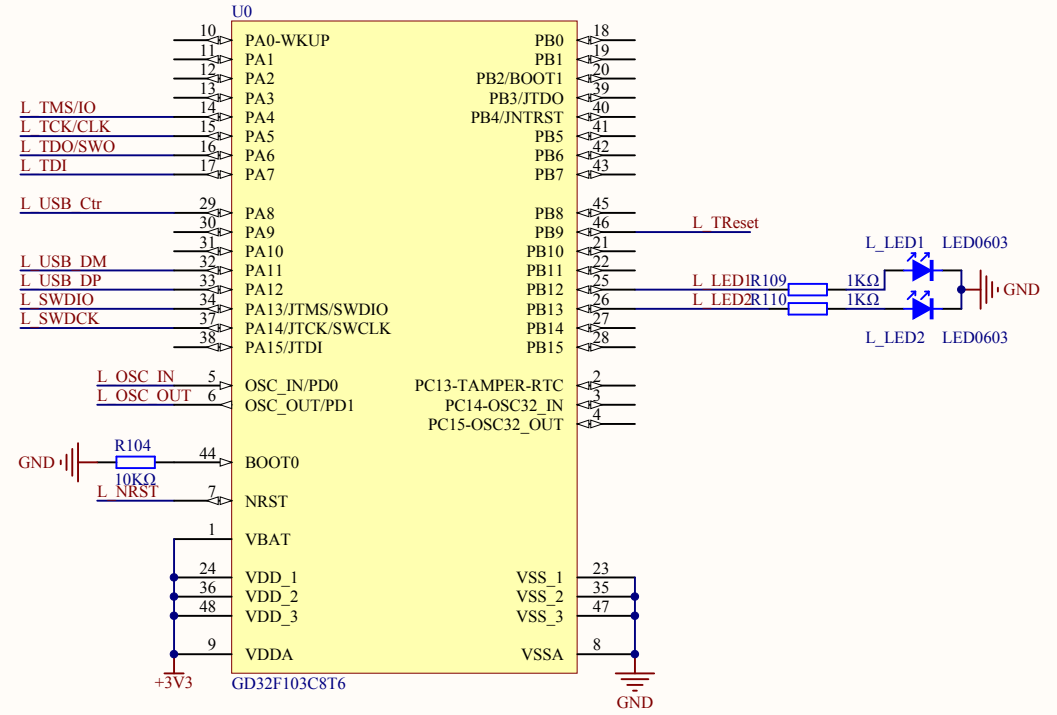 U0
10 PA0-WKUP PB0 18
11 PA1 PB1 19
12 PA2 PB2/BOOT1 20
13 PA3 PB3/JTDO 39
L_TMS/IO 14 PA4 PB4/JNTRST 40
L_TCK/CLK 15 PA5 PB5 41
L_TDO/SWO 16 PA6 PB6 42
L_TDI 17 PA7 PB7 43
L_USB_Ctr 29 PA8 PB8 45
30 PA9 PB9 46 L_TReset
31 PA10 PB10 21
L_LED1 LED0603
L_USB_DM 32 PA11 PB11 22
L_USB_DP 33 PA12 PB12 25 L_LED1 R109 1KΩ GND
L_SWDIO 34 PA13/JTMS/SWDIO PB13 26 L_LED2 R110 1KΩ
L_SWDCK 37 PA14/JTCK/SWCLK PB14 27
L_LED2 LED0603
38 PA15/JTDI PB15 28
L_OSC_IN 5 OSC_IN/PD0 PC13-TAMPER-RTC 2
L_OSC_OUT 6 OSC_OUT/PD1 PC14-OSC32_IN 3
PC15-OSC32_OUT 4
R104
GND 44 BOOT0
10KΩ
L_NRST 7 NRST
1 VBAT
24 VDD_1 VSS_1 23
36 VDD_2 VSS_2 35
48 VDD_3 VSS_3 47
9 VDDA VSSA 8
+3V3 GD32F103C8T6
GND